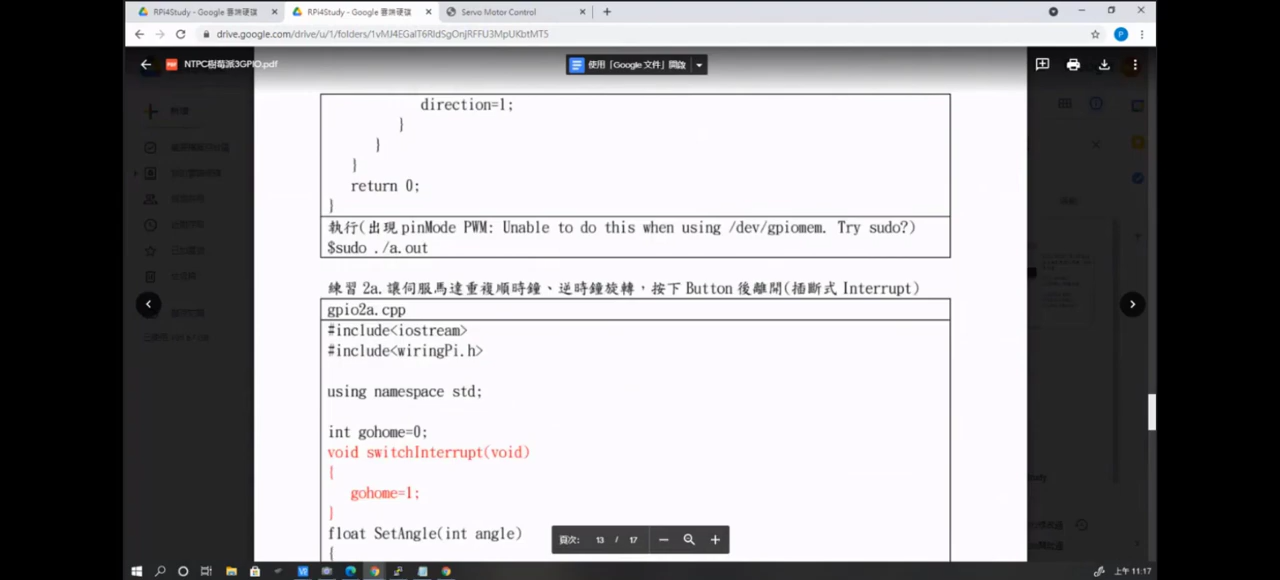 RPi4Study - Google 雲端硬碟
RPi4Study - Google 雲端硬碟
Servo Motor Control
drive.google.com/drive/u/1/folders/1vMJ4EGalT6RIdSgOnJRFFU3MpUKbtMT5
NTPC樹莓派3GPIO.pdf
使用「Google 文件」開啟
direction=1;
}
}
}
return 0;
}
執行(出現 pinMode PWM: Unable to do this when using /dev/gpiomem. Try sudo?)
$sudo ./a.out
練習 2a.讓伺服馬達重複順時鐘、逆時鐘旋轉，按下 Button 後離開(插斷式 Interrupt)
gpio2a.cpp
#include<iostream>
#include<wiringPi.h>
using namespace std;
int gohome=0;
void switchInterrupt(void)
{
gohome=1;
}
float SetAngle(int angle)
{
頁次: 13 / 17
上午 11:17